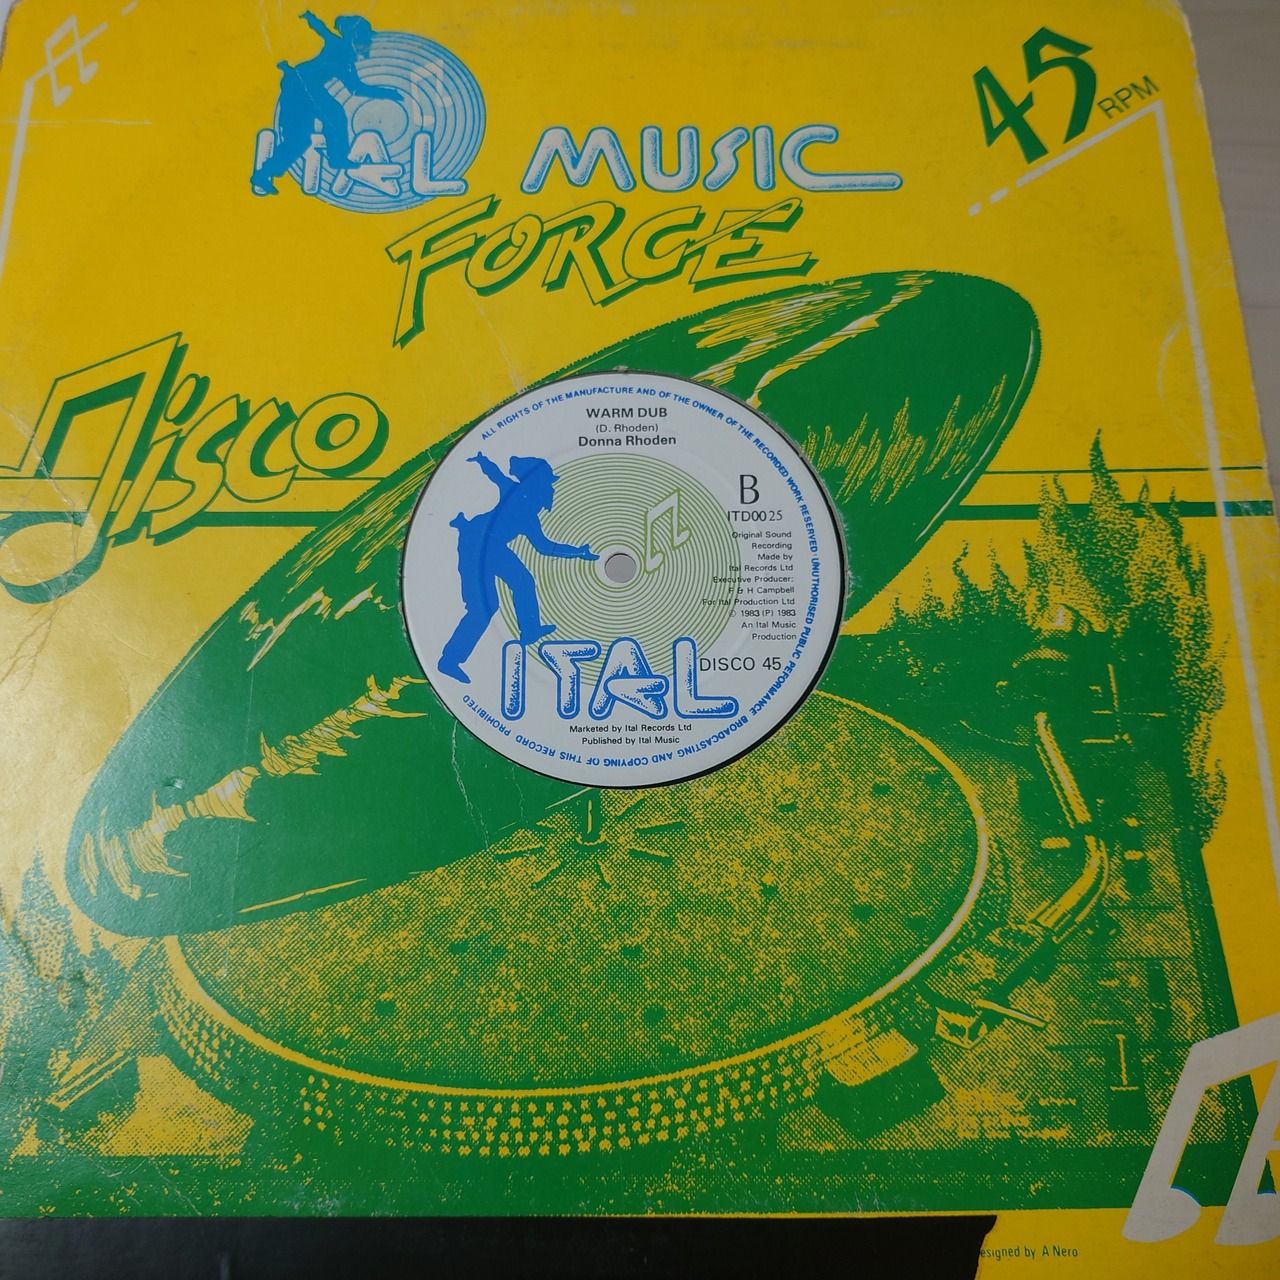 ITAL MUSIC
FORCE
45
RPM
DISCO
ALL RIGHTS OF THE MANUFACTURE AND OF THE OWNER OF THE RECORDED WORK RESERVED · UNAUTHORISED PUBLIC PEFORMANCE BROADCASTING AND COPYING OF THIS RECORD PROHIBITED
WARM DUB
(D. Rhoden)
Donna Rhoden
B
ITD0025
Original Sound
Recording
Made by
Ital Records Ltd
Executive Producer:
F & H Campbell
For Ital Production Ltd
© 1983 (P) 1983
An Ital Music
Production
DISCO 45
ITAL
Marketed by Ital Records Ltd
Published by Ital Music
esigned by A Nero